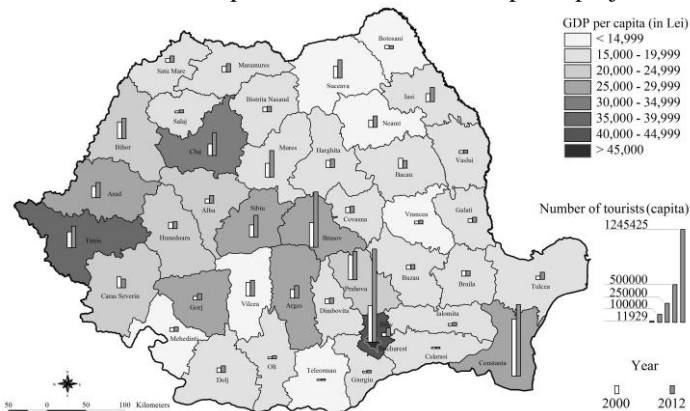 GDP per capita (in Lei)
< 14,999
15,000 - 19,999
20,000 - 24,999
25,000 - 29,999
30,000 - 34,999
35,000 - 39,999
40,000 - 44,999
> 45,000
Botosani
Satu Mare
Maramures
Suceava
Iasi
Salaj
Bistrita Nasaud
Neamt
Bihor
Cluj
Mures
Harghita
Bacau
Vaslui
Arad
Alba
Sibiu
Brasov
Covasna
Vrancea
Galati
Timis
Hunedoara
Number of tourists (capita)
1245425
500000
250000
100000
11929
Caras Severin
Gorj
Vilcea
Arges
Dimbovita
Prahova
Buzau
Braila
Tulcea
Mehedinti
Ialomita
Bucharest
Calarasi
Constanta
Dolj
Olt
Teleorman
Giurgiu
Year
2000 2012
50 0 50 100 Kilometers